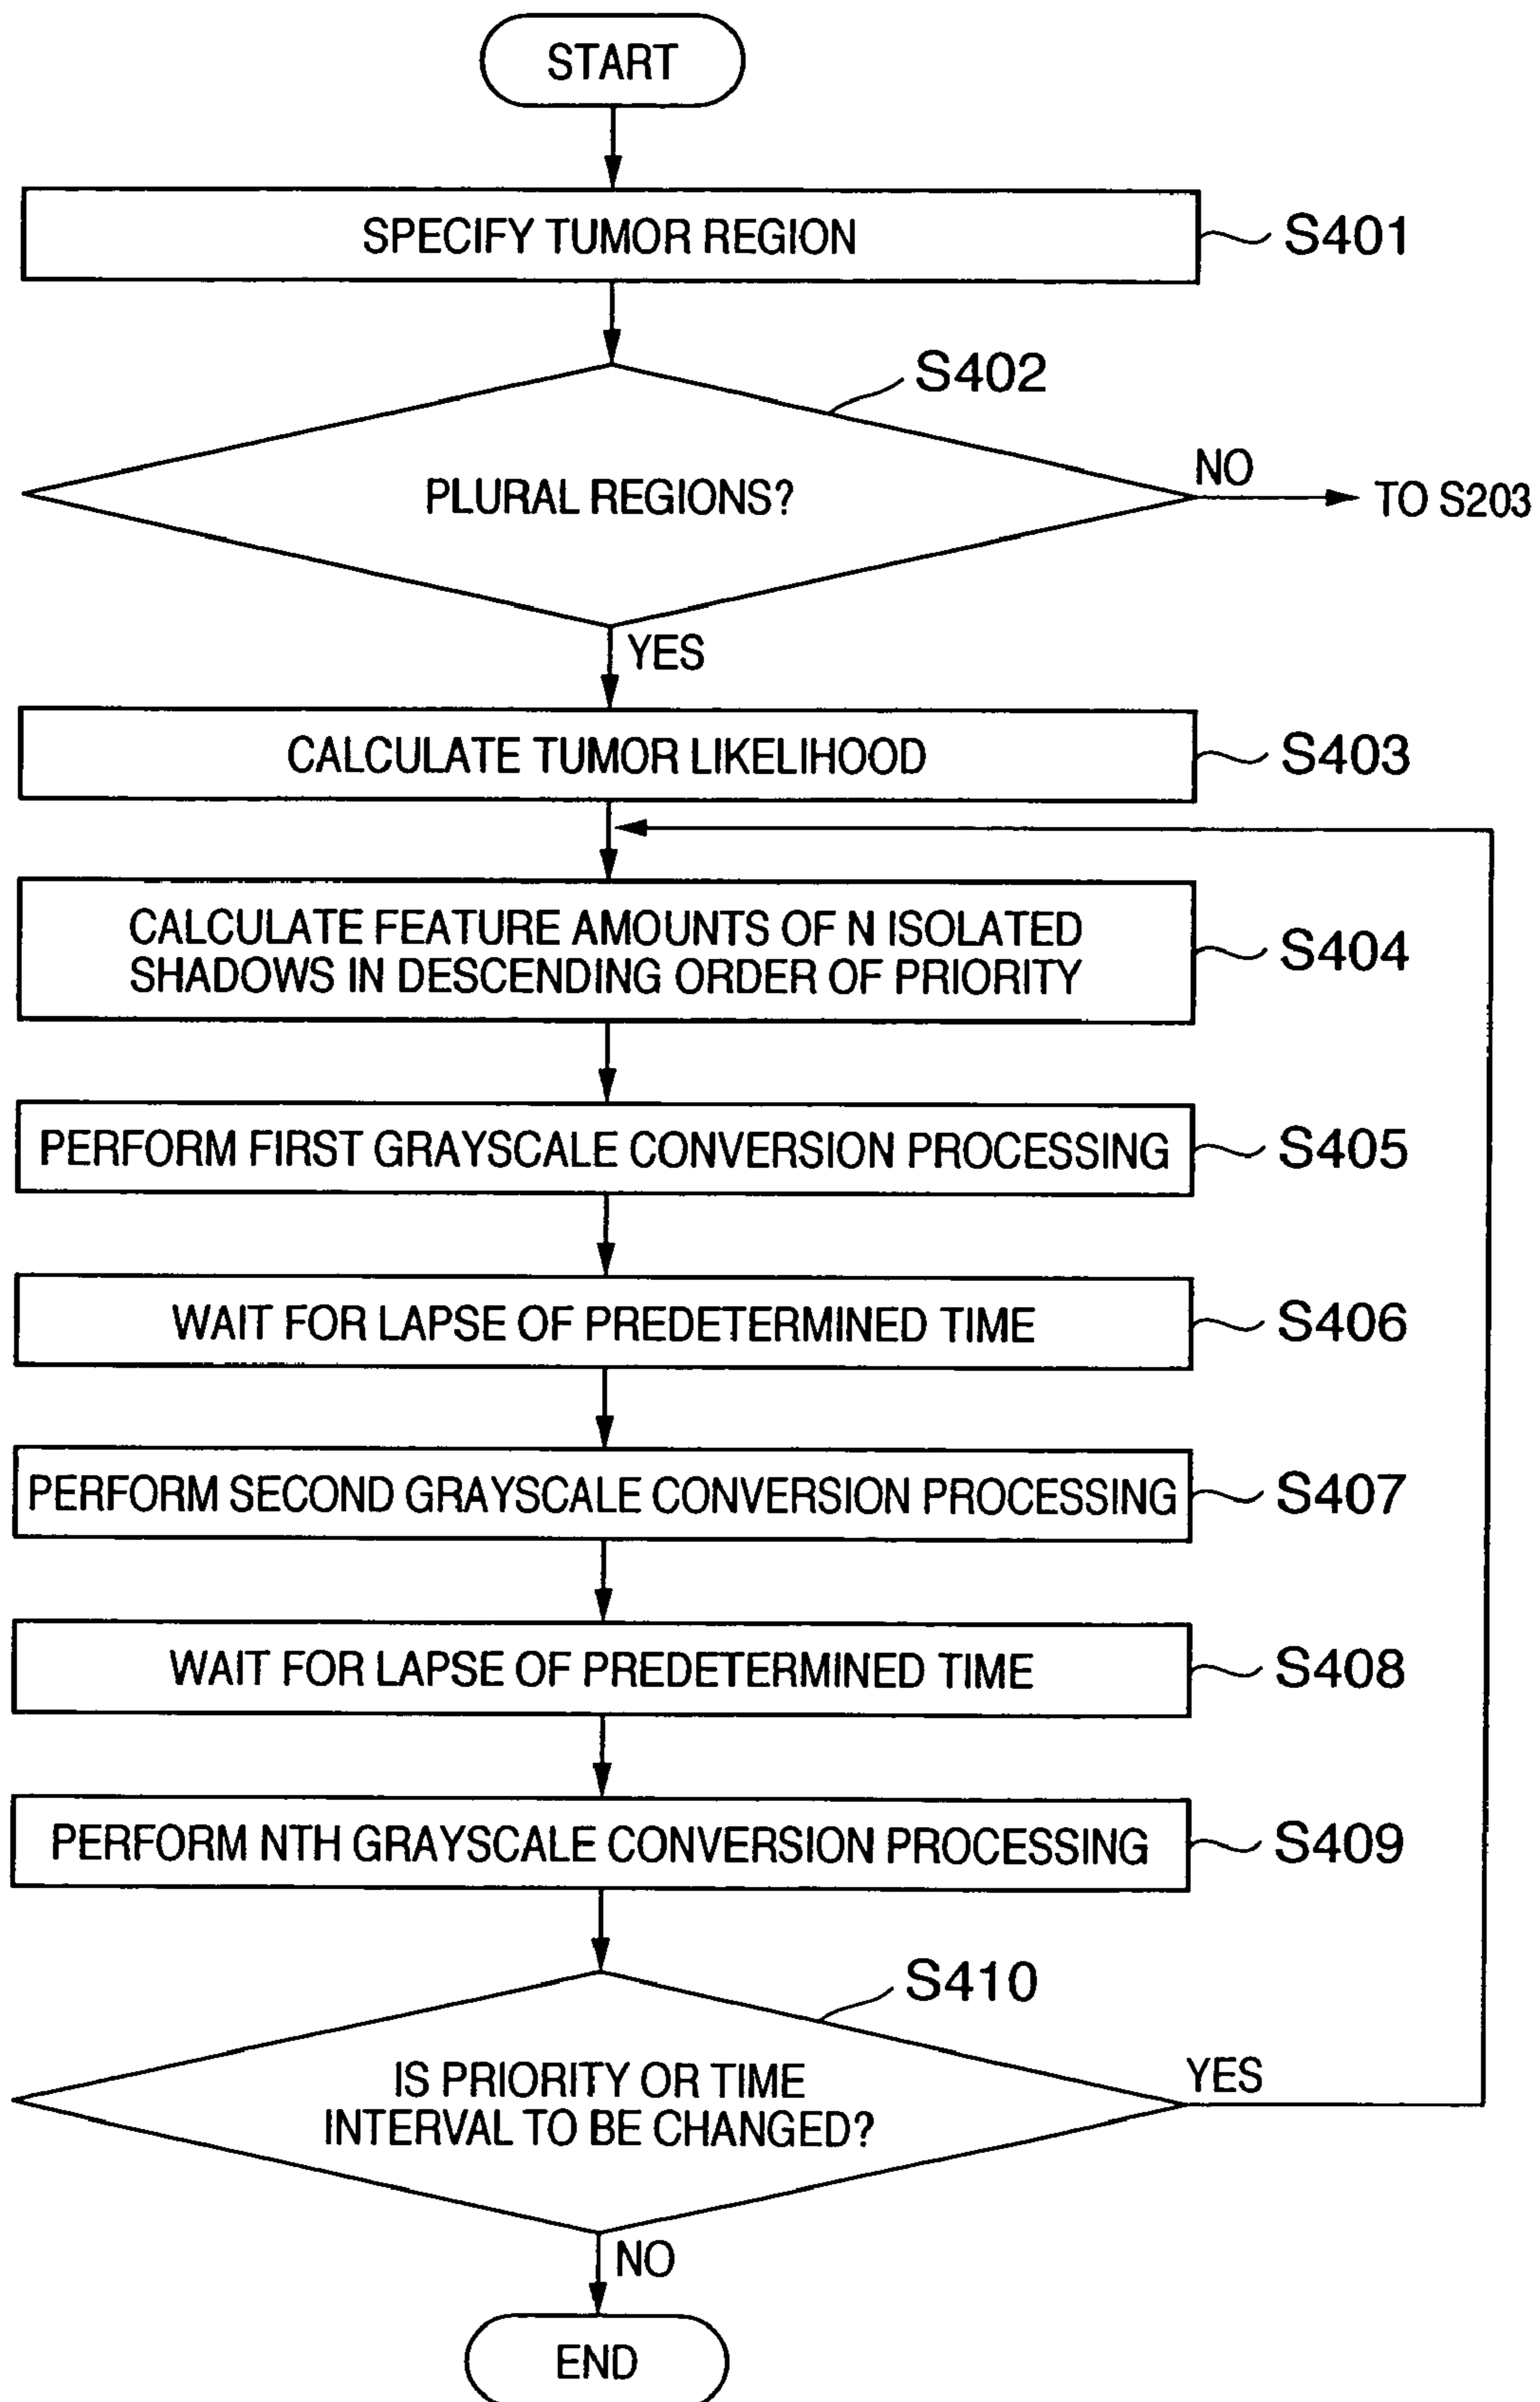 START
SPECIFY TUMOR REGION
S401
S402
PLURAL REGIONS?
NO
TO S203
YES
CALCULATE TUMOR LIKELIHOOD
S403
CALCULATE FEATURE AMOUNTS OF N ISOLATED
SHADOWS IN DESCENDING ORDER OF PRIORITY
S404
PERFORM FIRST GRAYSCALE CONVERSION PROCESSING
S405
WAIT FOR LAPSE OF PREDETERMINED TIME
S406
PERFORM SECOND GRAYSCALE CONVERSION PROCESSING
S407
WAIT FOR LAPSE OF PREDETERMINED TIME
S408
PERFORM NTH GRAYSCALE CONVERSION PROCESSING
S409
S410
IS PRIORITY OR TIME
INTERVAL TO BE CHANGED?
YES
NO
END